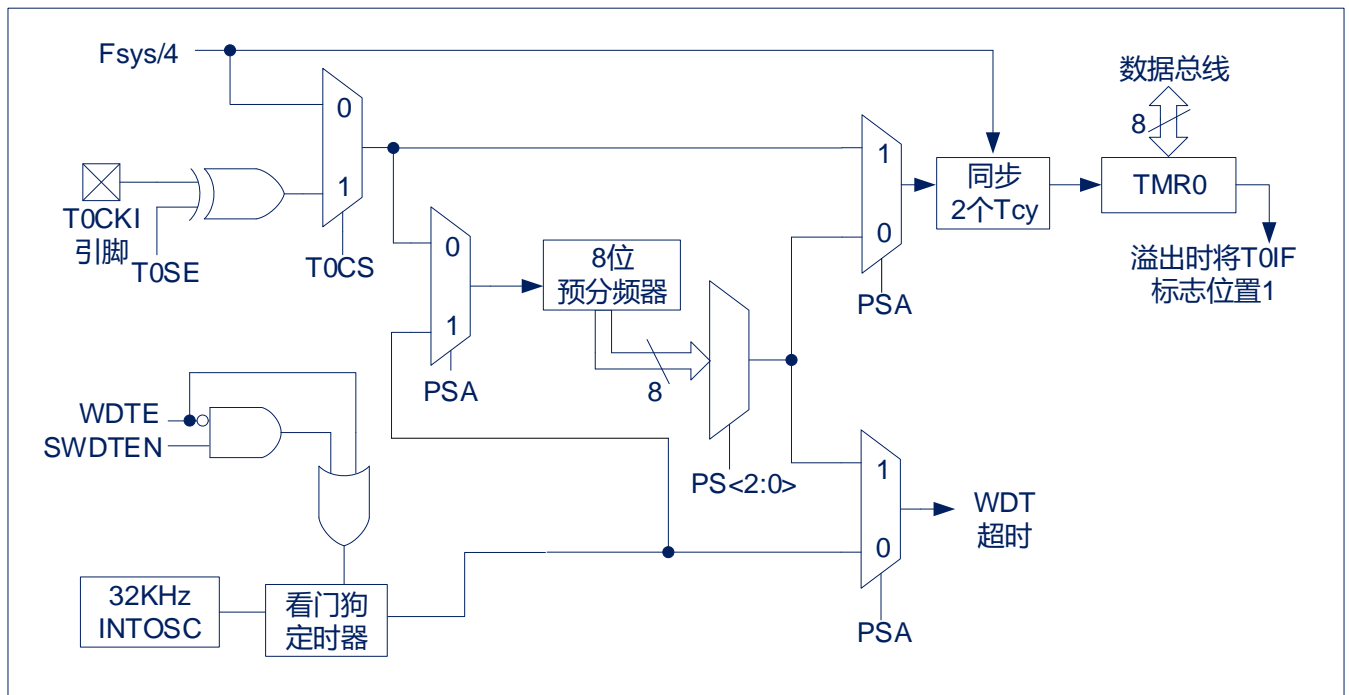 Fsys/4
数据总线
8
0
1
T0CKI
引脚
T0SE
T0CS
1
0
PSA
同步
2个Tcy
TMR0
溢出时将T0IF
标志位置1
0
1
PSA
8位
预分频器
8
PS<2:0>
WDTE
SWDTEN
1
0
PSA
WDT
超时
32KHz
INTOSC
看门狗
定时器